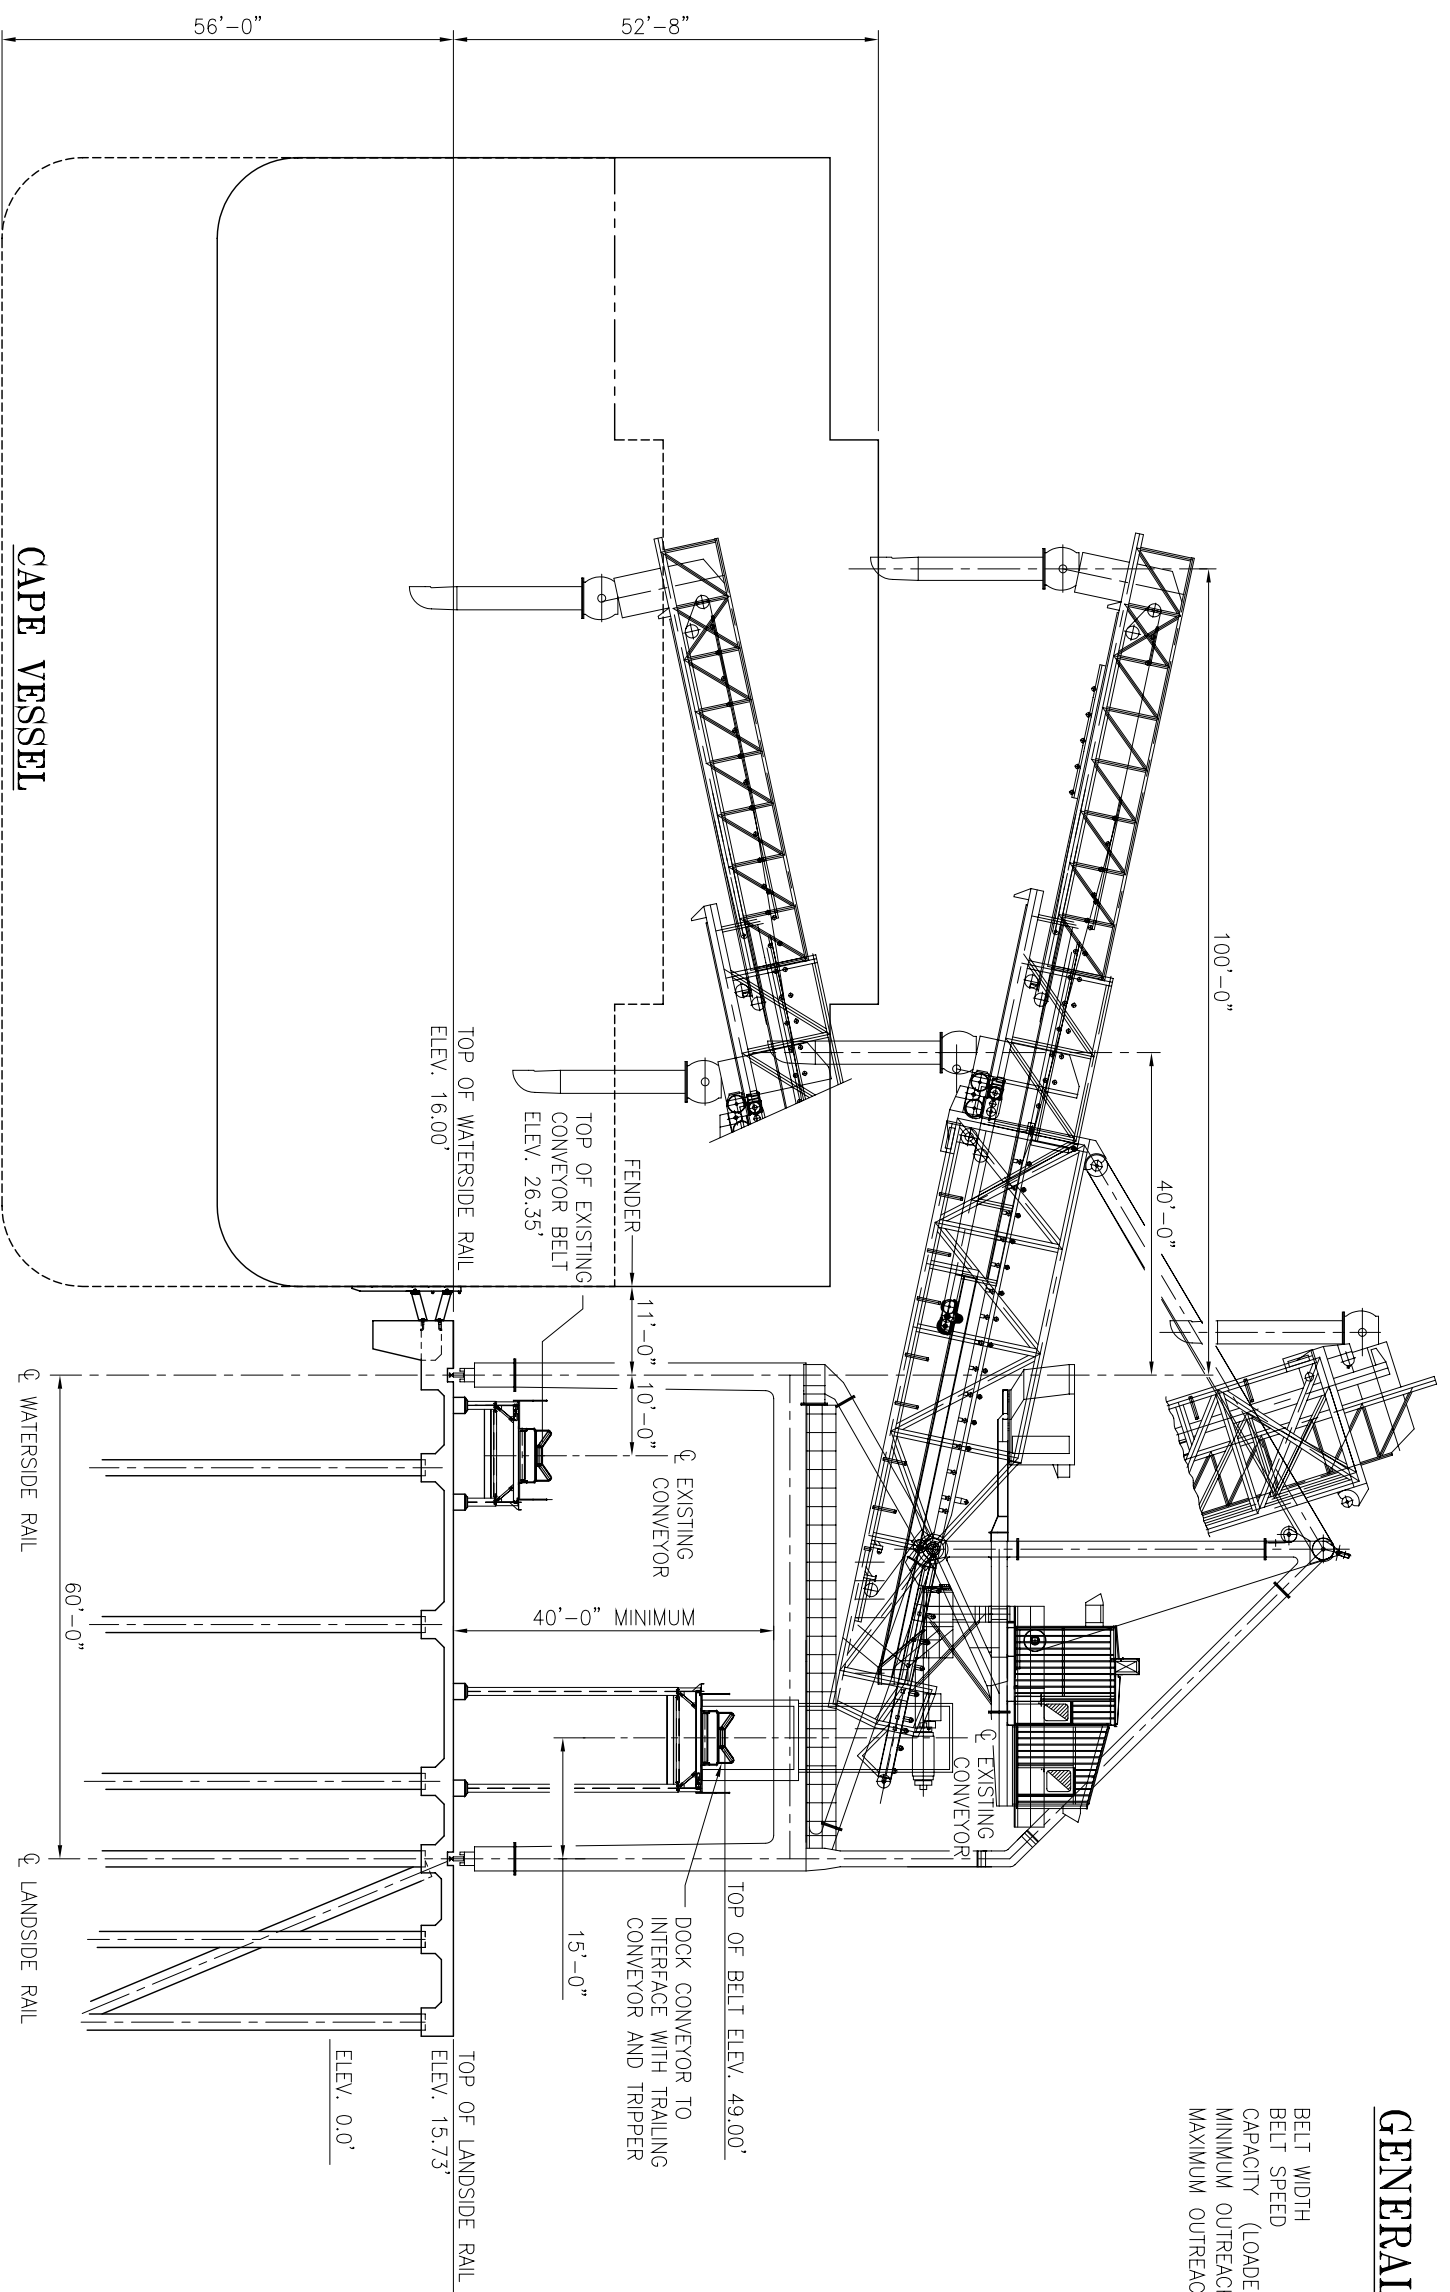 GENERAL
BELT WIDTH
BELT SPEED
CAPACITY (LOADE
MINIMUM OUTREACH
MAXIMUM OUTREAC
100'-0"
40'-0"
52'-8"
56'-0"
FENDER
11'-0"
10'-0"
℄ EXISTING
CONVEYOR
℄ EXISTING
CONVEYOR
TOP OF EXISTING
CONVEYOR BELT
ELEV. 26.35'
TOP OF WATERSIDE RAIL
ELEV. 16.00'
40'-0" MINIMUM
TOP OF BELT ELEV. 49.00'
DOCK CONVEYOR TO
INTERFACE WITH TRAILING
CONVEYOR AND TRIPPER
15'-0"
TOP OF LANDSIDE RAIL
ELEV. 15.73'
ELEV. 0.0'
60'-0"
℄ WATERSIDE RAIL
℄ LANDSIDE RAIL
CAPE VESSEL